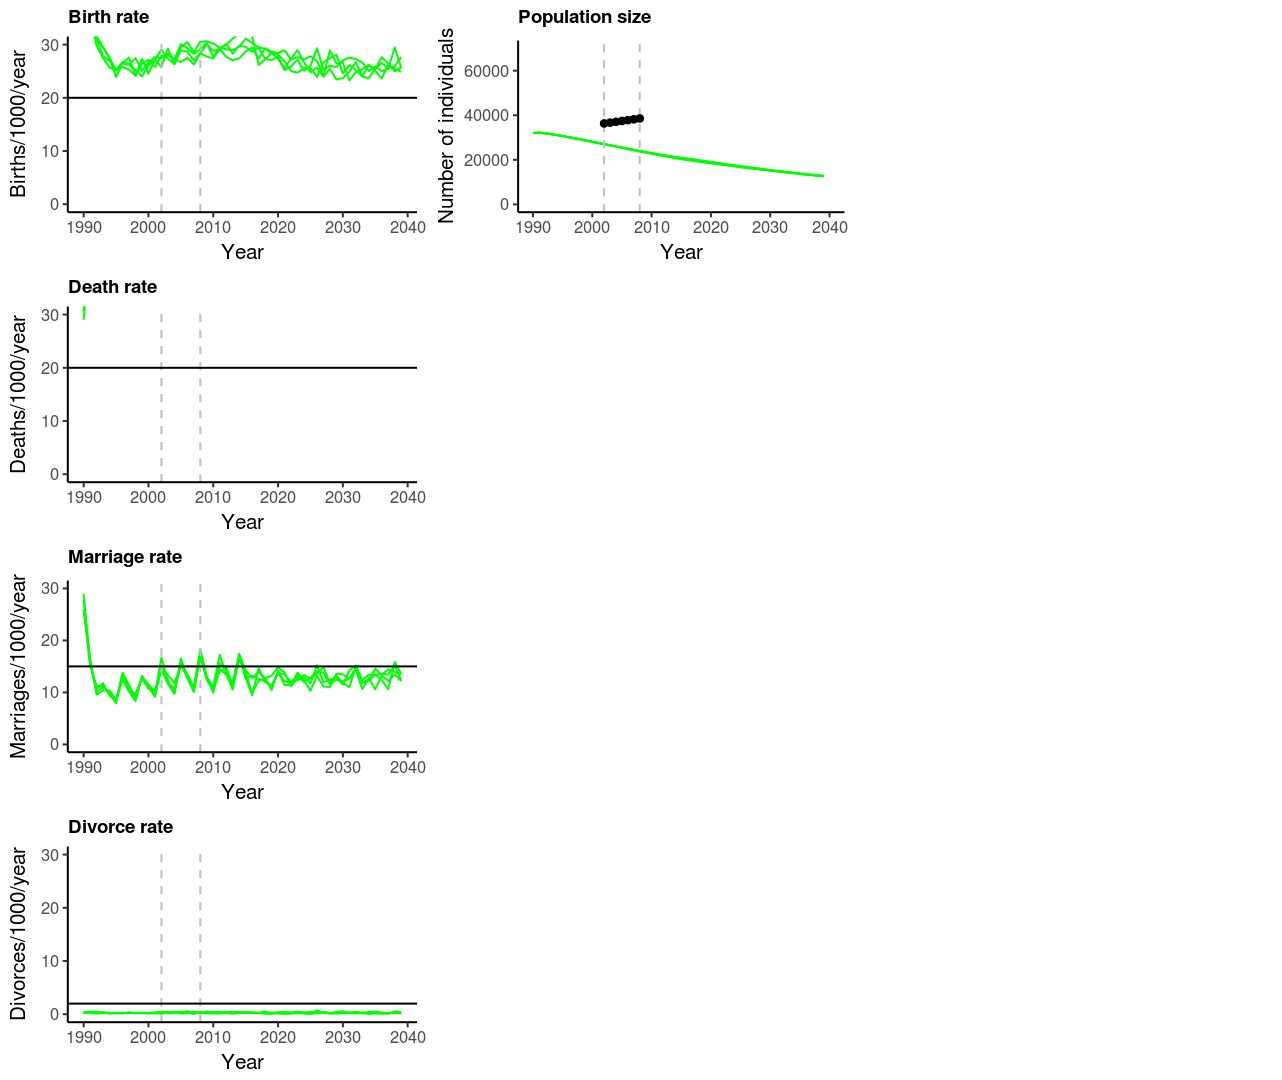 Birth rate
Births/1000/year
30
20
10
0
1990 2000 2010 2020 2030 2040
Year
Population size
Number of individuals
60000
40000
20000
0
1990 2000 2010 2020 2030 2040
Year
Death rate
Deaths/1000/year
30
20
10
0
1990 2000 2010 2020 2030 2040
Year
Marriage rate
Marriages/1000/year
30
20
10
0
1990 2000 2010 2020 2030 2040
Year
Divorce rate
Divorces/1000/year
30
20
10
0
1990 2000 2010 2020 2030 2040
Year